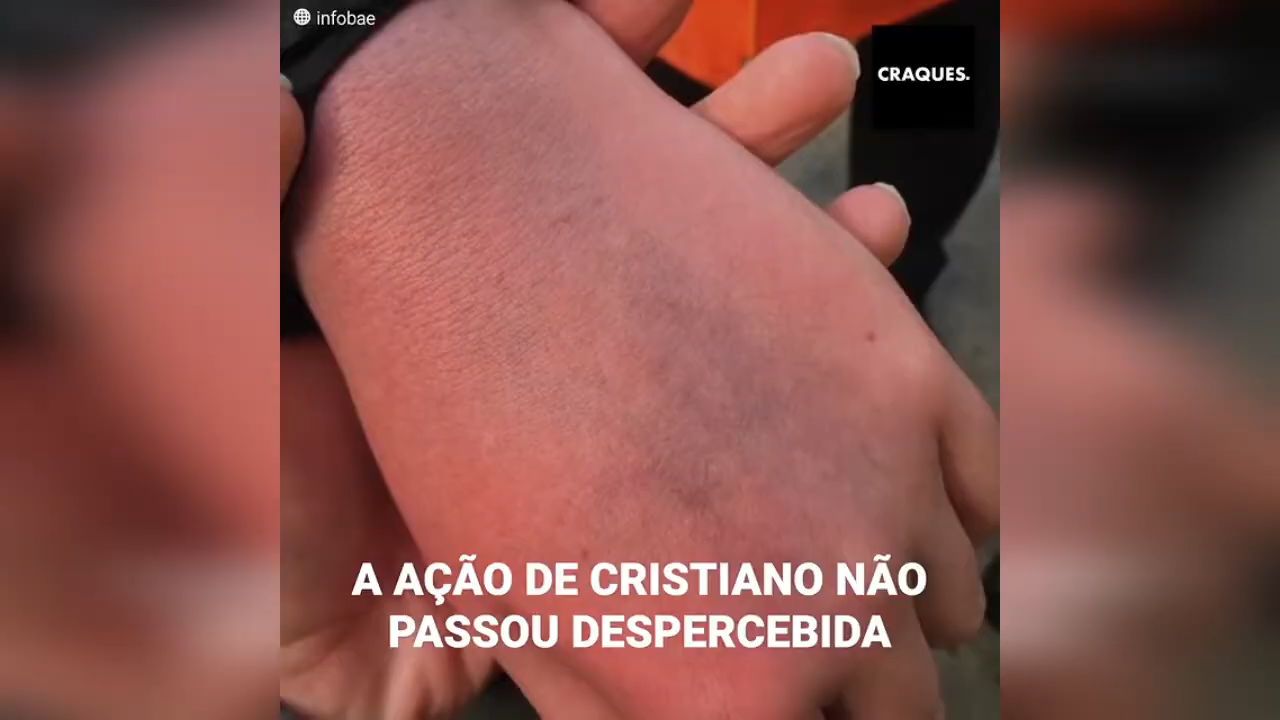 infobae
CRAQUES.
A AÇÃO DE CRISTIANO NÃO
PASSOU DESPERCEBIDA